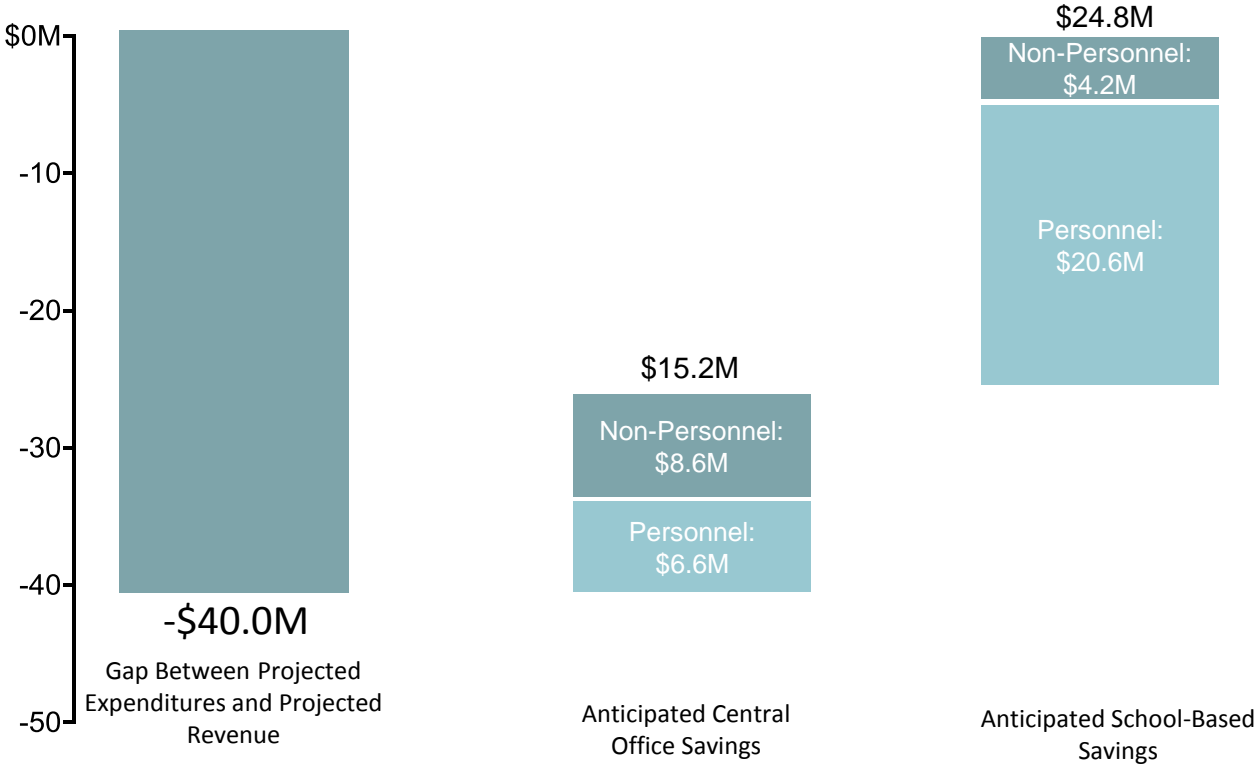 $0M
-10
-20
-30
-40
-50
-$40.0M
Gap Between Projected
Expenditures and Projected
Revenue
$15.2M
Non-Personnel:
$8.6M
Personnel:
$6.6M
Anticipated Central
Office Savings
$24.8M
Non-Personnel:
$4.2M
Personnel:
$20.6M
Anticipated School-Based
Savings